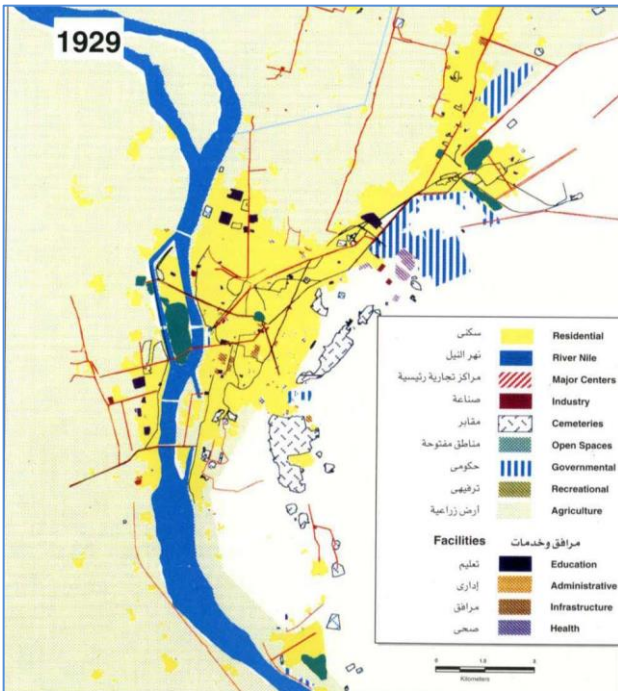 1929
سكنى Residential
نهر النيل River Nile
مراكز تجارية رئيسية Major Centers
صناعة Industry
مقابر Cemeteries
مناطق مفتوحة Open Spaces
حكومى Governmental
ترفيهى Recreational
أرض زراعية Agriculture
Facilities مرافق وخدمات
تعليم Education
إدارى Administrative
مرافق Infrastructure
صحى Health
Kilometers